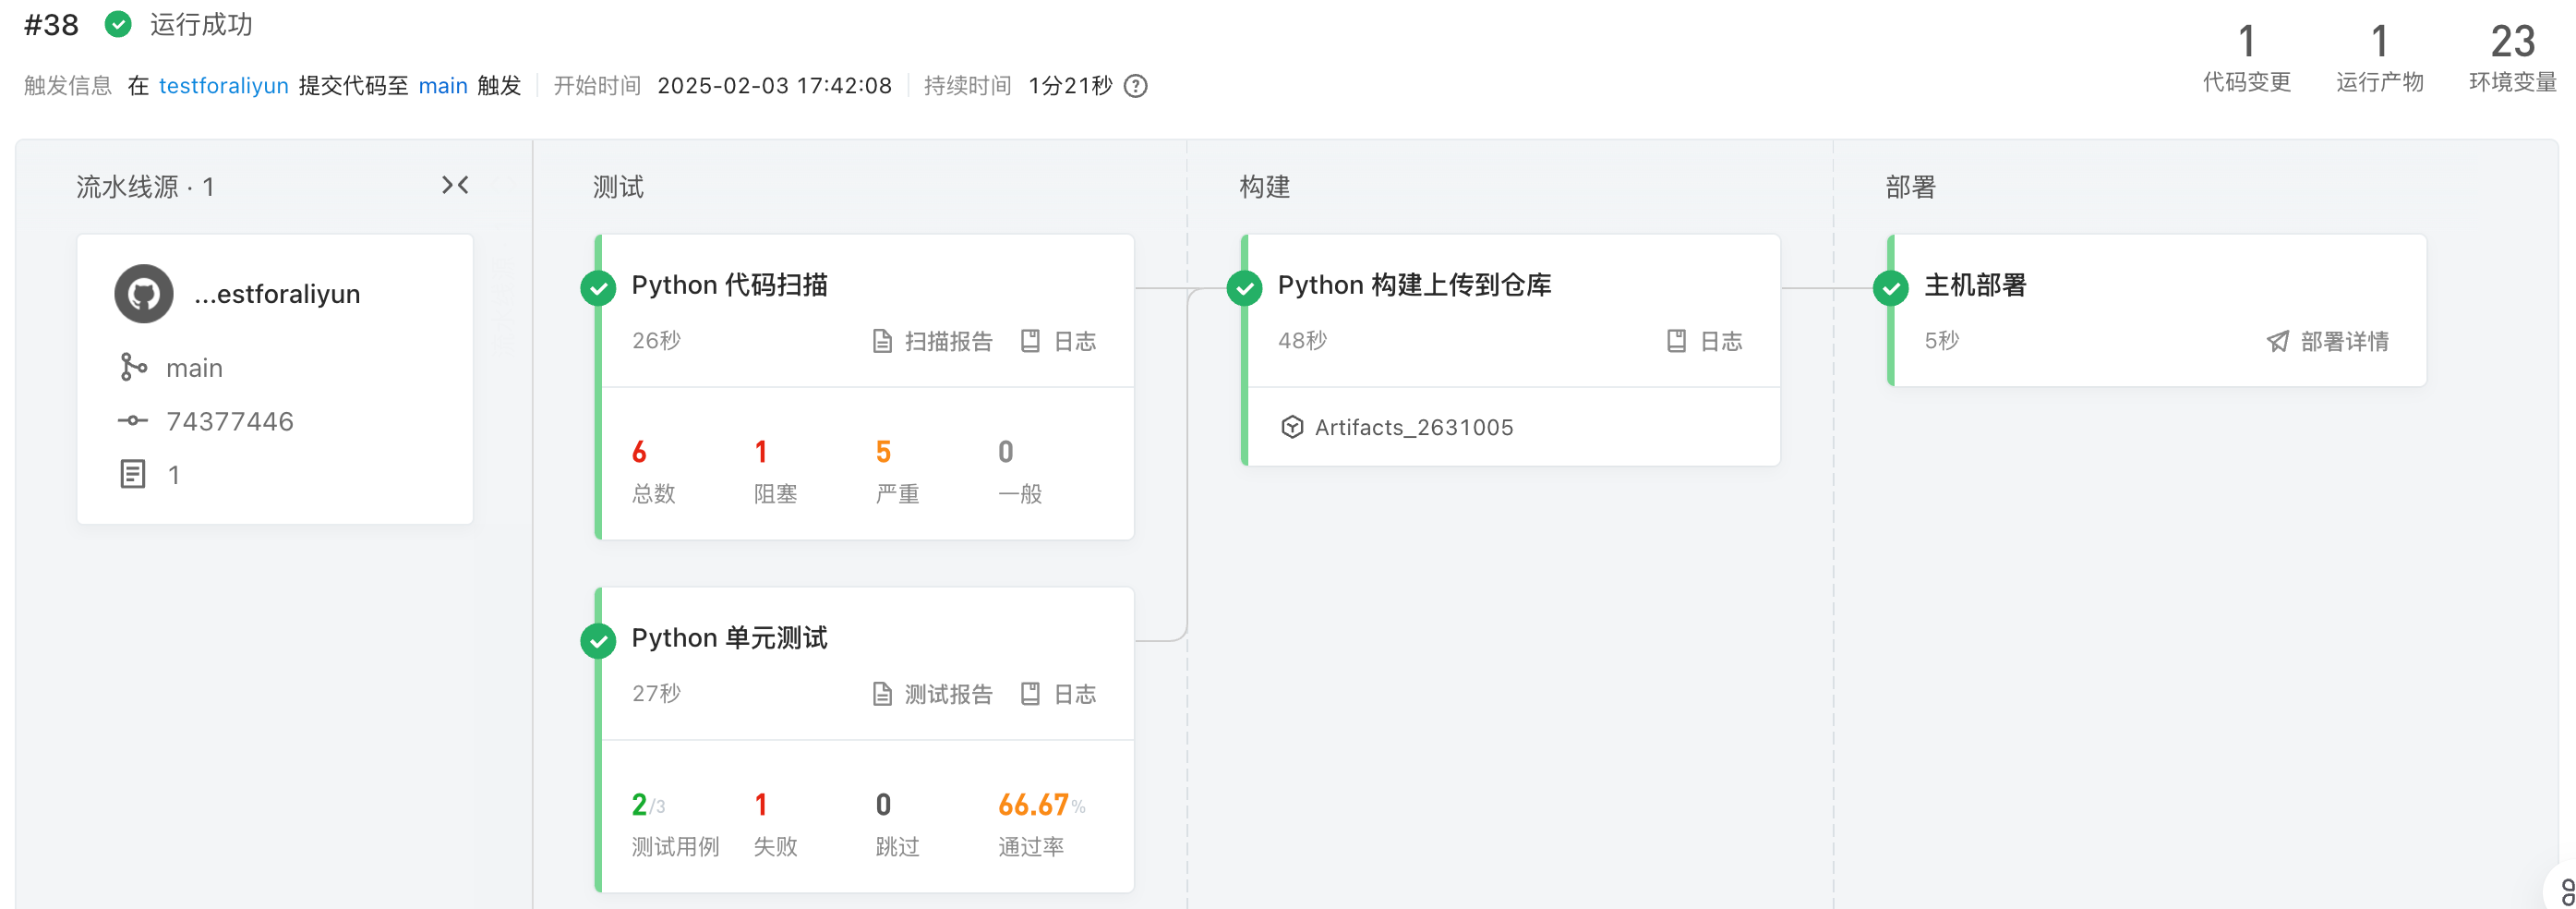 #38 运行成功
触发信息 在 testforaliyun 提交代码至 main 触发 开始时间 2025-02-03 17:42:08 持续时间 1分21秒
1 代码变更
1 运行产物
23 环境变量
流水线源 · 1
...estforaliyun
main
74377446
1
测试
Python 代码扫描
26秒 扫描报告 日志
6 1 5 0
总数 阻塞 严重 一般
Python 单元测试
27秒 测试报告 日志
2/3 1 0 66.67%
测试用例 失败 跳过 通过率
构建
Python 构建上传到仓库
48秒 日志
Artifacts_2631005
部署
主机部署
5秒 部署详情